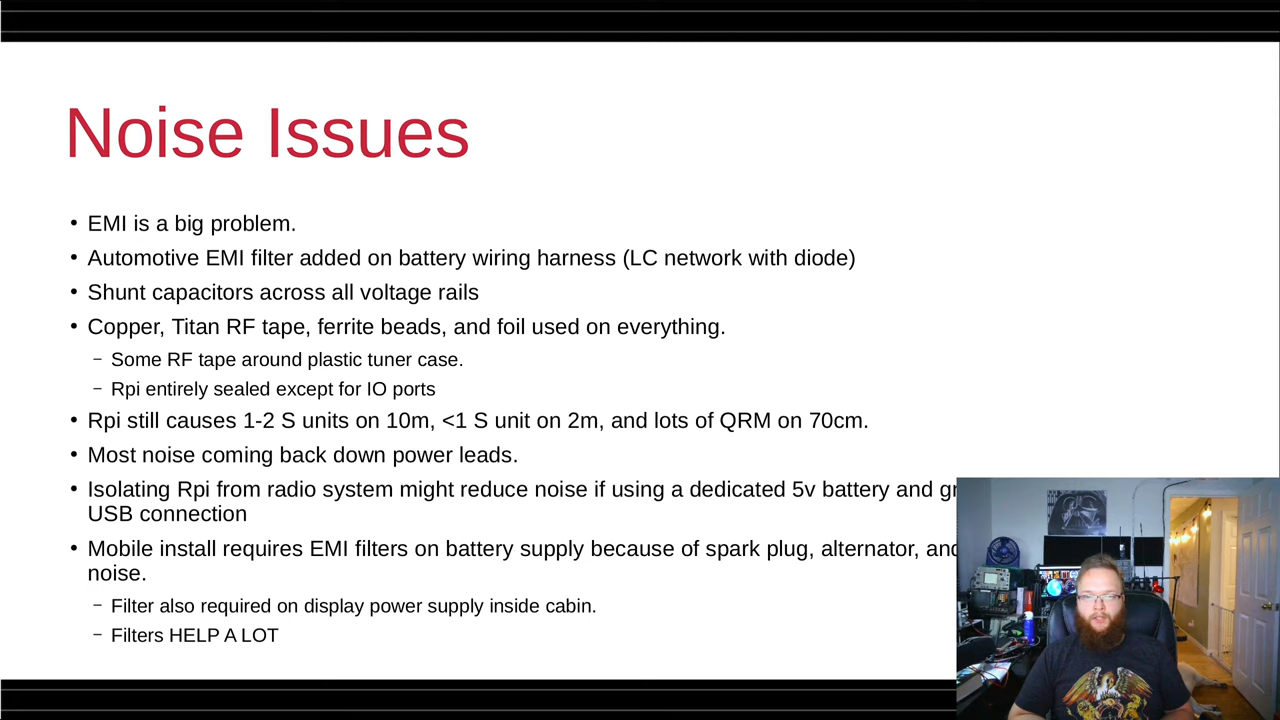 Noise Issues
• EMI is a big problem.
• Automotive EMI filter added on battery wiring harness (LC network with diode)
• Shunt capacitors across all voltage rails
• Copper, Titan RF tape, ferrite beads, and foil used on everything.
– Some RF tape around plastic tuner case.
– Rpi entirely sealed except for IO ports
• Rpi still causes 1-2 S units on 10m, <1 S unit on 2m, and lots of QRM on 70cm.
• Most noise coming back down power leads.
• Isolating Rpi from radio system might reduce noise if using a dedicated 5v battery and
USB connection
• Mobile install requires EMI filters on battery supply because of spark plug, alternator, and
noise.
– Filter also required on display power supply inside cabin.
– Filters HELP A LOT